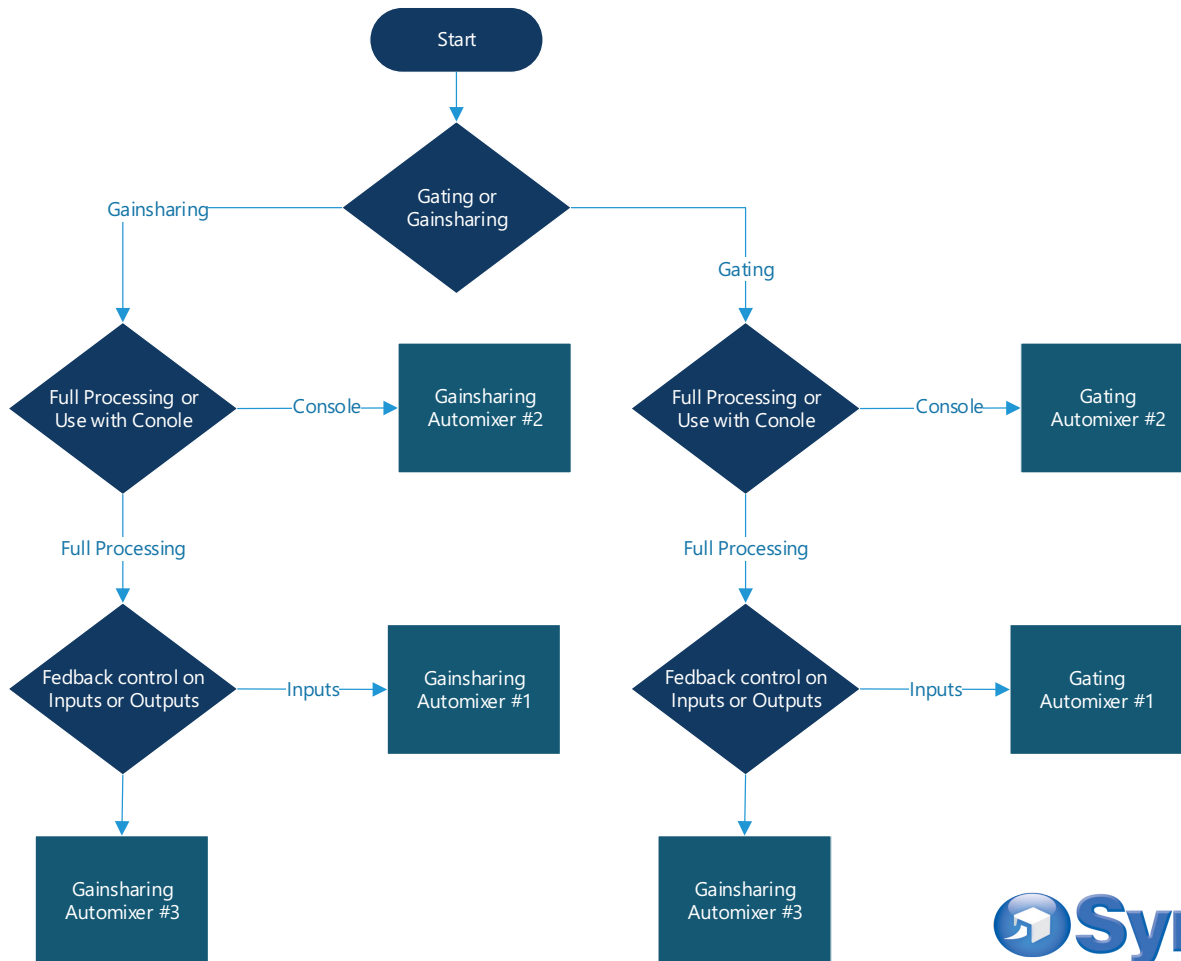 Start
Gating or
Gainsharing
Gainsharing
Gating
Full Processing or
Use with Conole
Console
Gainsharing
Automixer #2
Full Processing or
Use with Conole
Console
Gating
Automixer #2
Full Processing
Full Processing
Fedback control on
Inputs or Outputs
Inputs
Gainsharing
Automixer #1
Fedback control on
Inputs or Outputs
Inputs
Gating
Automixer #1
Gainsharing
Automixer #3
Gainsharing
Automixer #3